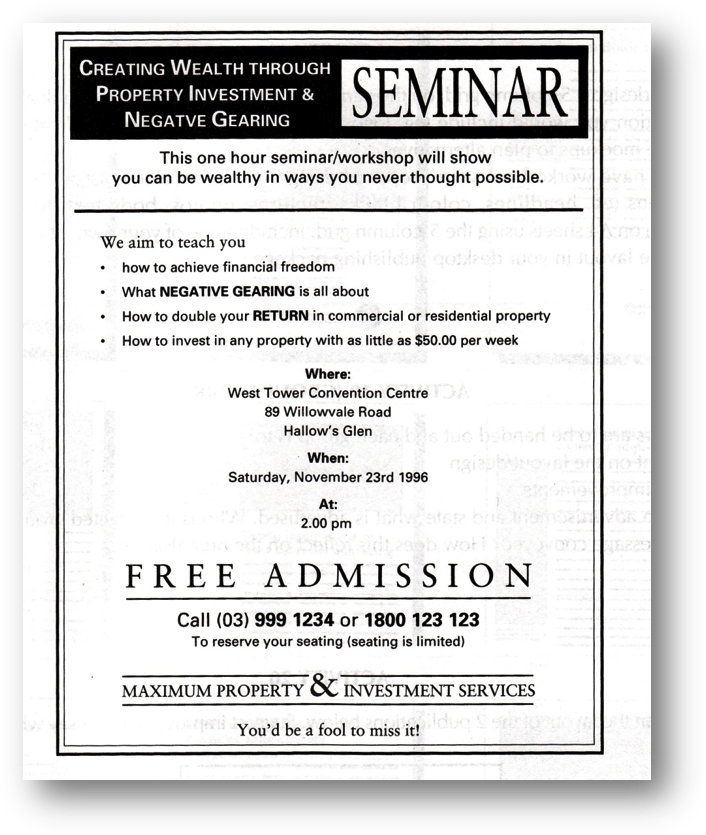 CREATING WEALTH THROUGH
PROPERTY INVESTMENT &
NEGATVE GEARING
SEMINAR
This one hour seminar/workshop will show
you can be wealthy in ways you never thought possible.
We aim to teach you
• how to achieve financial freedom
• What NEGATIVE GEARING is all about
• How to double your RETURN in commercial or residential property
• How to invest in any property with as little as $50.00 per week
Where:
West Tower Convention Centre
89 Willowvale Road
Hallow's Glen
When:
Saturday, November 23rd 1996
At:
2.00 pm
FREE ADMISSION
Call (03) 999 1234 or 1800 123 123
To reserve your seating (seating is limited)
MAXIMUM PROPERTY & INVESTMENT SERVICES
You'd be a fool to miss it!